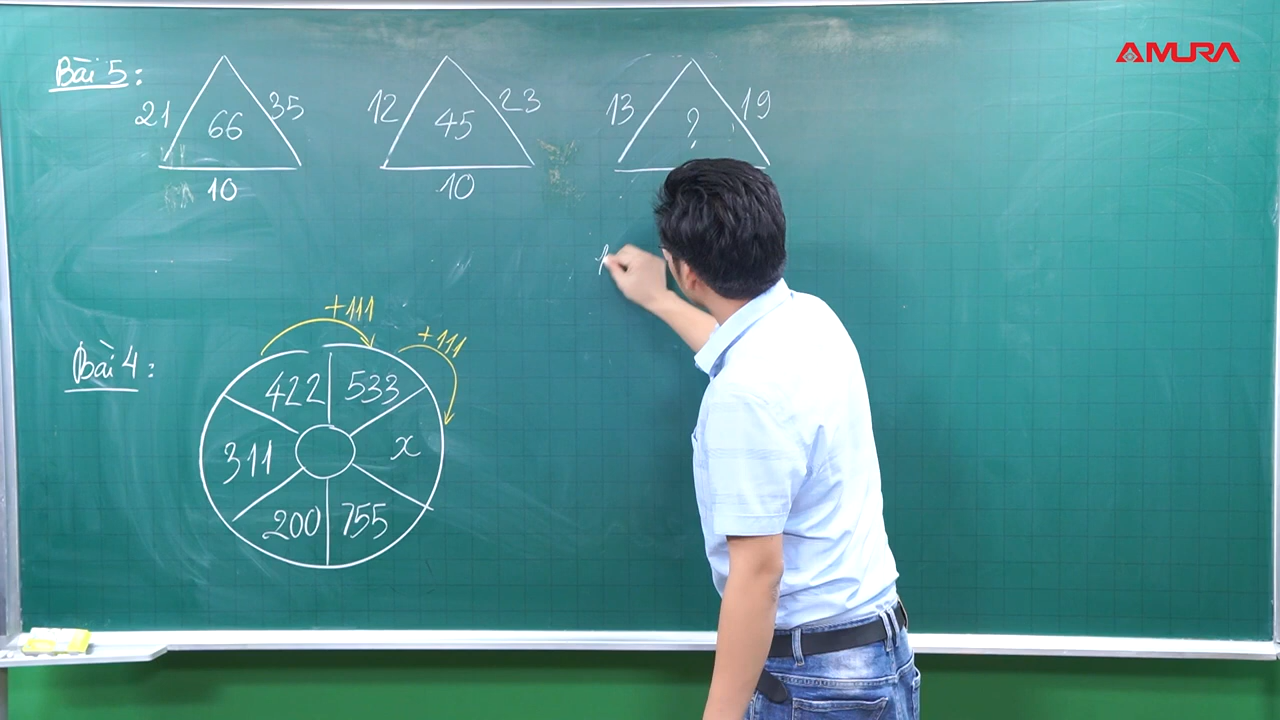 AMURA
Bài 5:
21 66 35
10
12 45 23
10
13 ? 19
Bài 4:
+111
+111
422 533
311 x
200 755